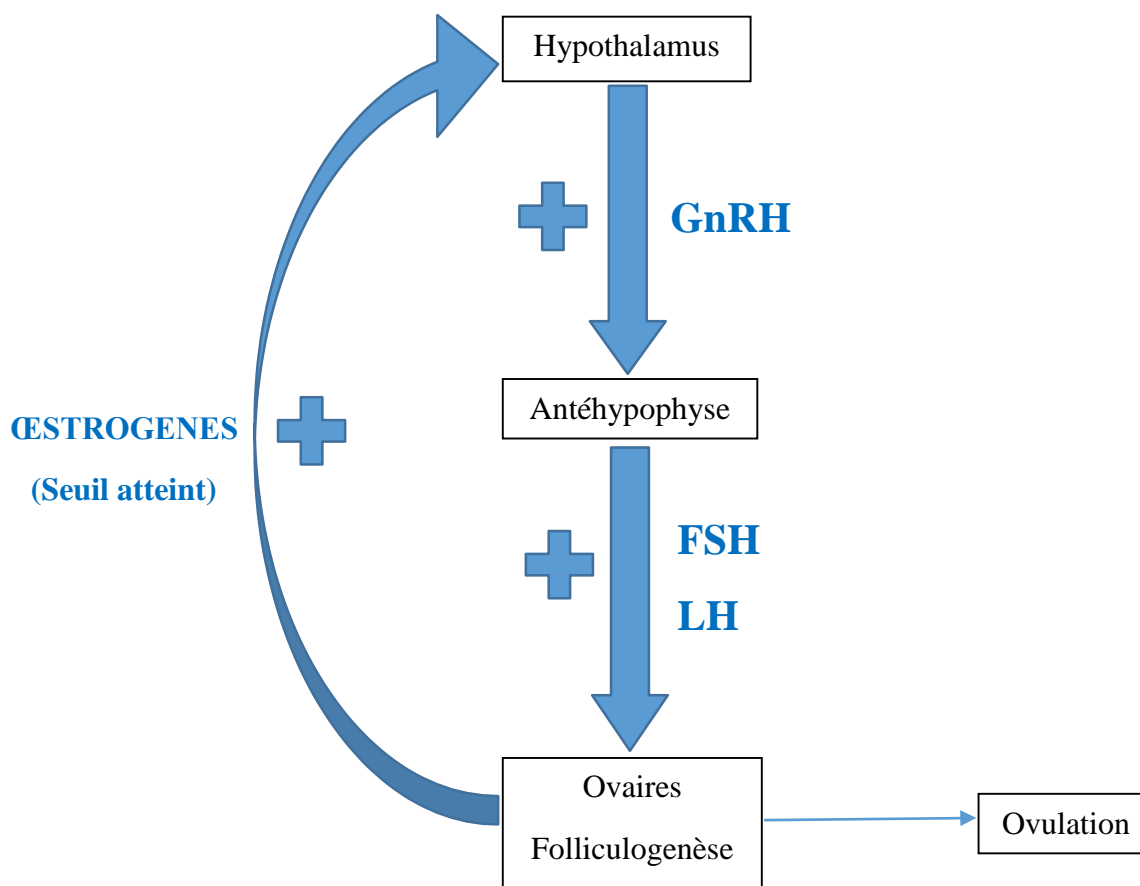 Hypothalamus
GnRH
Antéhypophyse
ŒSTROGENES
(Seuil atteint)
FSH
LH
Ovaires
Folliculogenèse
Ovulation